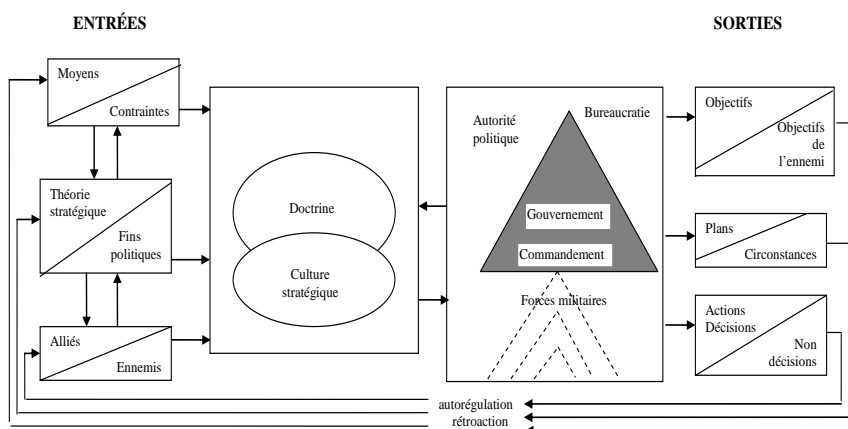 ENTRÉES
SORTIES
Moyens
Contraintes
Théorie
stratégique
Fins
politiques
Alliés
Ennemis
Doctrine
Culture
stratégique
Autorité
politique
Bureaucratie
Gouvernement
Commandement
Forces militaires
Objectifs
Objectifs
de
l'ennemi
Plans
Circonstances
Actions
Décisions
Non
décisions
autorégulation
rétroaction